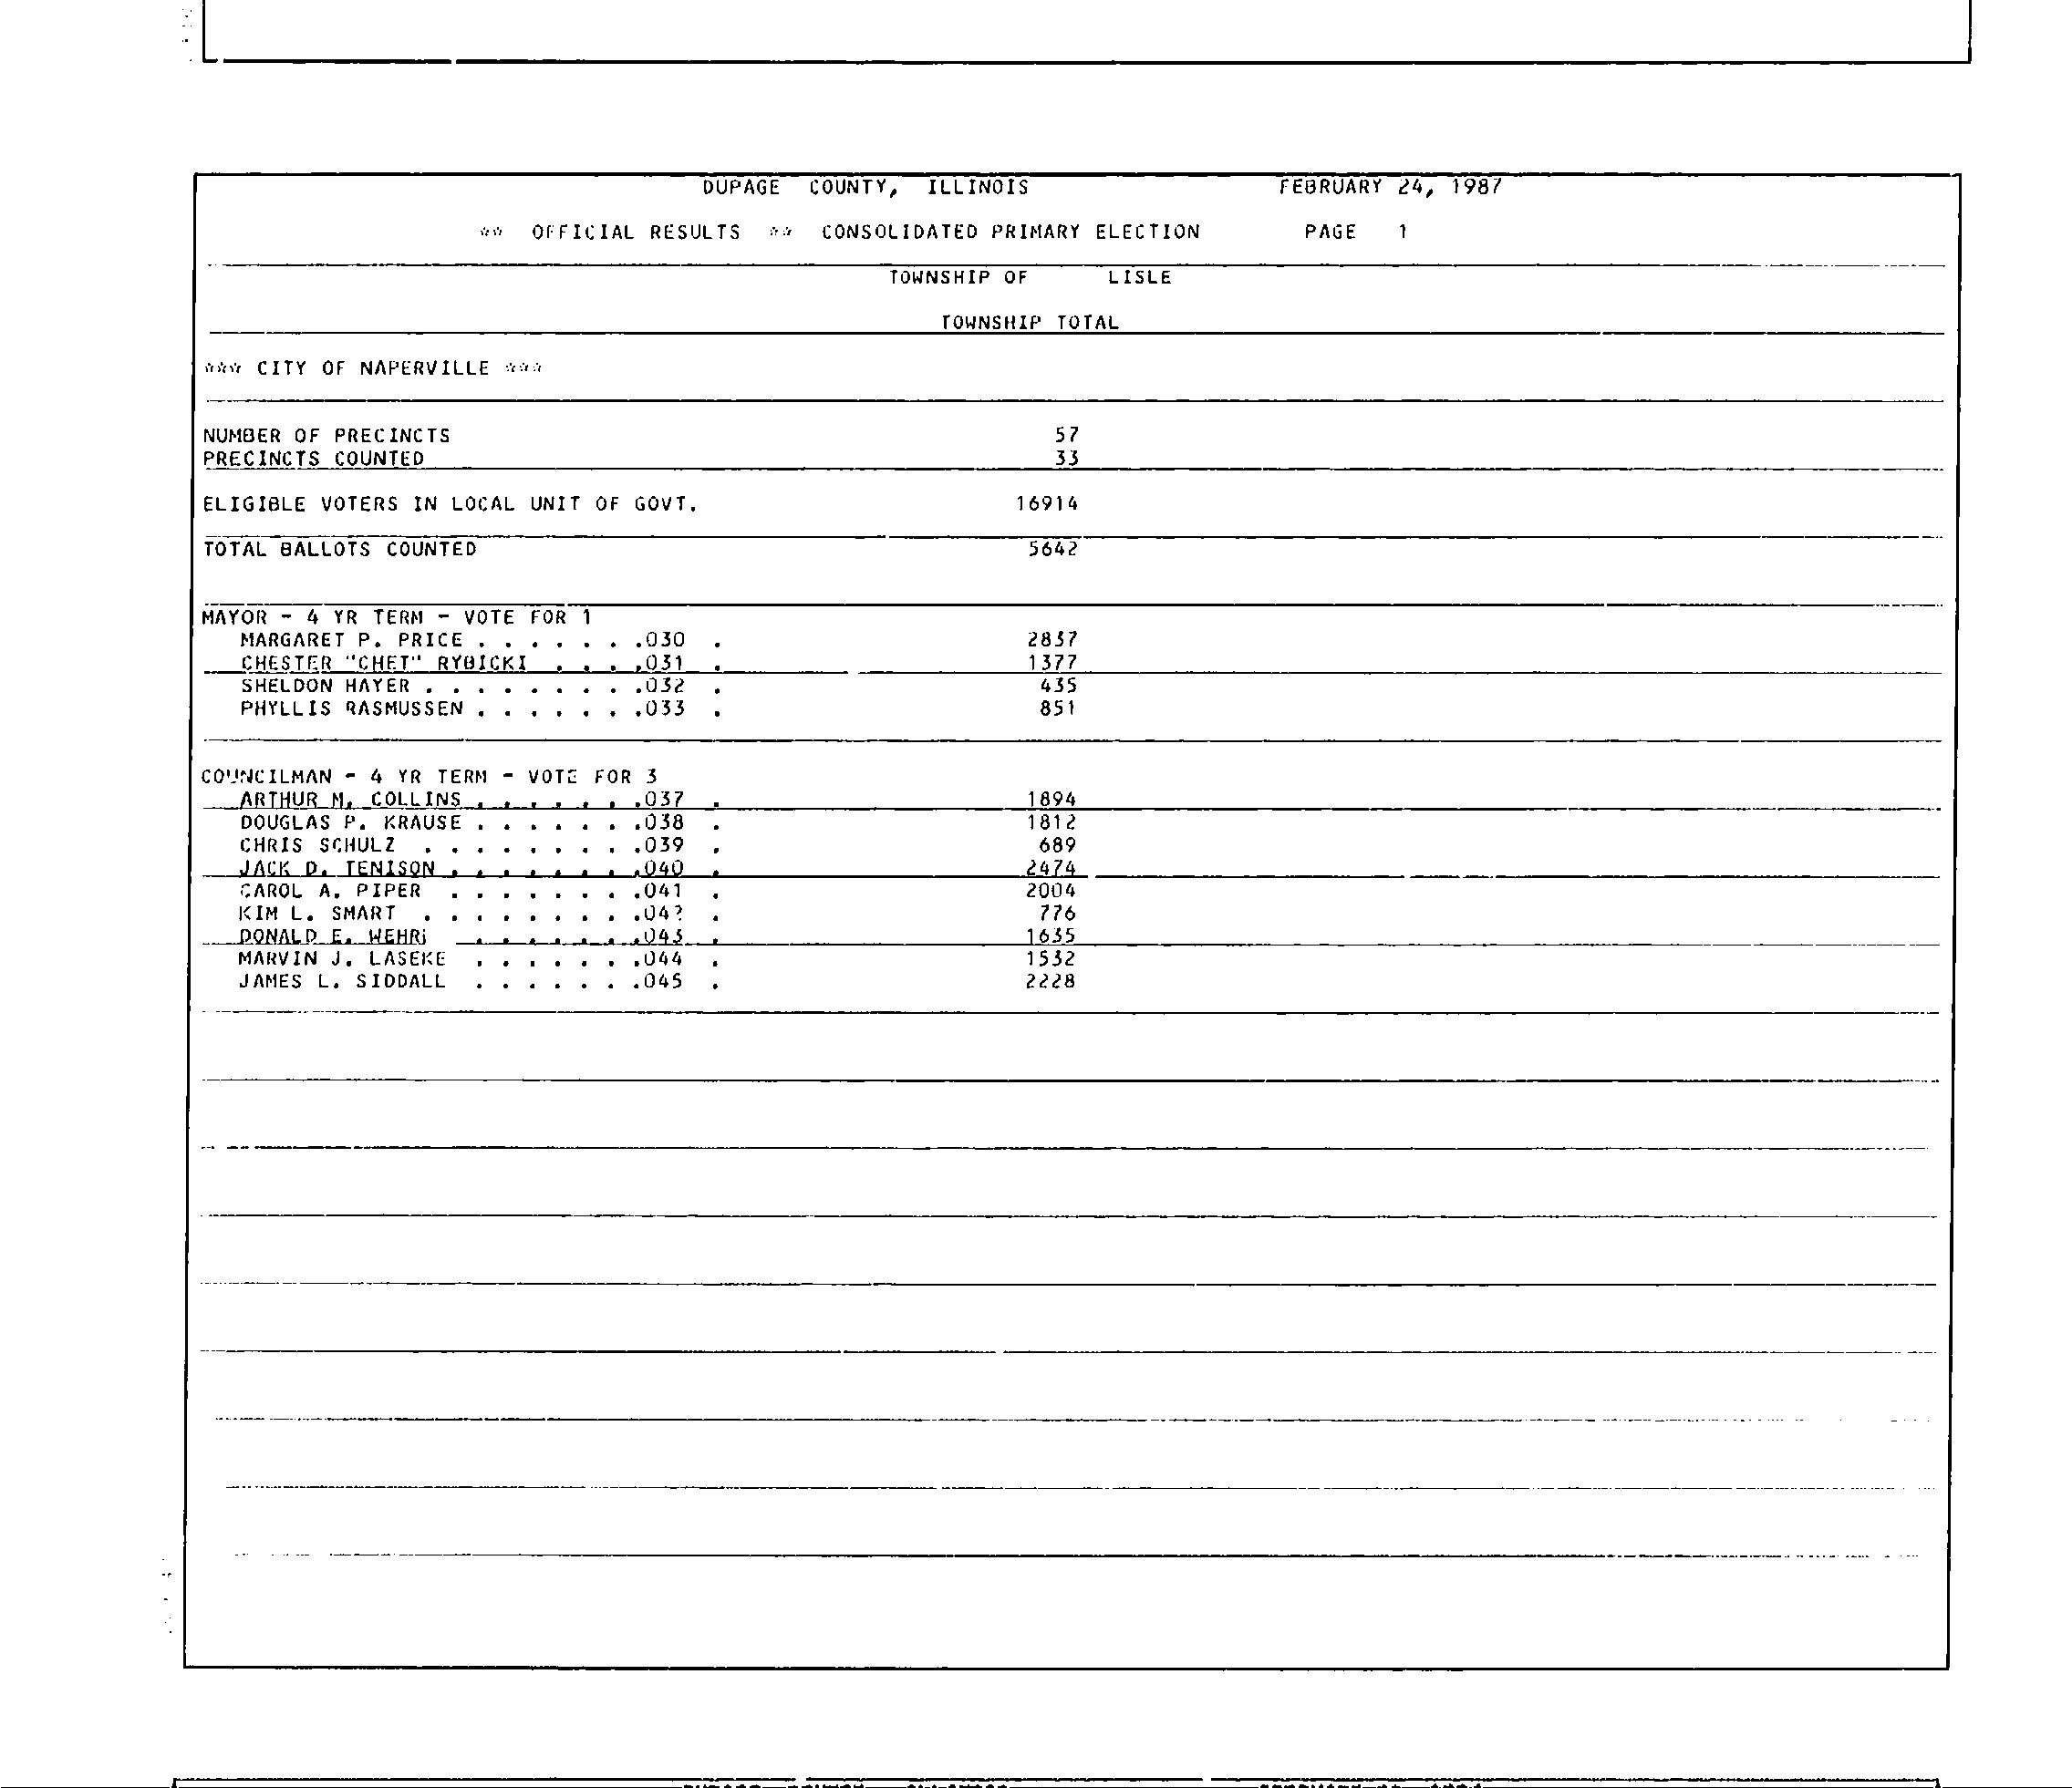 DUPAGE COUNTY, ILLINOIS FEBRUARY 24, 1987
** OFFICIAL RESULTS ** CONSOLIDATED PRIMARY ELECTION PAGE 1
TOWNSHIP OF LISLE
TOWNSHIP TOTAL
*** CITY OF NAPERVILLE ***
NUMBER OF PRECINCTS 57
PRECINCTS COUNTED 33
ELIGIBLE VOTERS IN LOCAL UNIT OF GOVT. 16914
TOTAL BALLOTS COUNTED 5642
MAYOR - 4 YR TERM - VOTE FOR 1
MARGARET P. PRICE . . . . . . .030 . 2837
CHESTER "CHET" RYBICKI . . . .031 . 1377
SHELDON HAYER . . . . . . . . .032 . 435
PHYLLIS RASMUSSEN . . . . . . .033 . 851
COUNCILMAN - 4 YR TERM - VOTE FOR 3
ARTHUR M. COLLINS . . . . . . .037 . 1894
DOUGLAS P. KRAUSE . . . . . . .038 . 1812
CHRIS SCHULZ . . . . . . . . .039 . 689
JACK D. TENISON . . . . . . . .040 . 2474
CAROL A. PIPER . . . . . . . .041 . 2004
KIM L. SMART . . . . . . . . .042 . 776
DONALD E. WEHRI . . . . . . . .043 . 1635
MARVIN J. LASEKE . . . . . . .044 . 1532
JAMES L. SIDDALL . . . . . . .045 . 2228